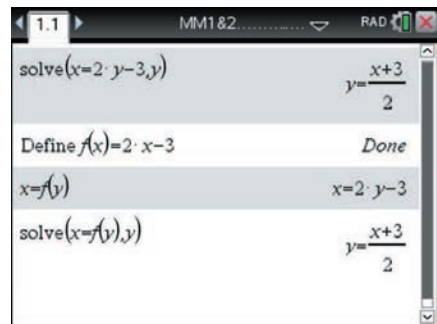 1.1 MM1&2............. RAD
solve(x=2· y−3,y)
y=x+3/2
Define f(x)=2· x−3 Done
x=f(y) x=2· y−3
solve(x=f(y),y)
y=x+3/2